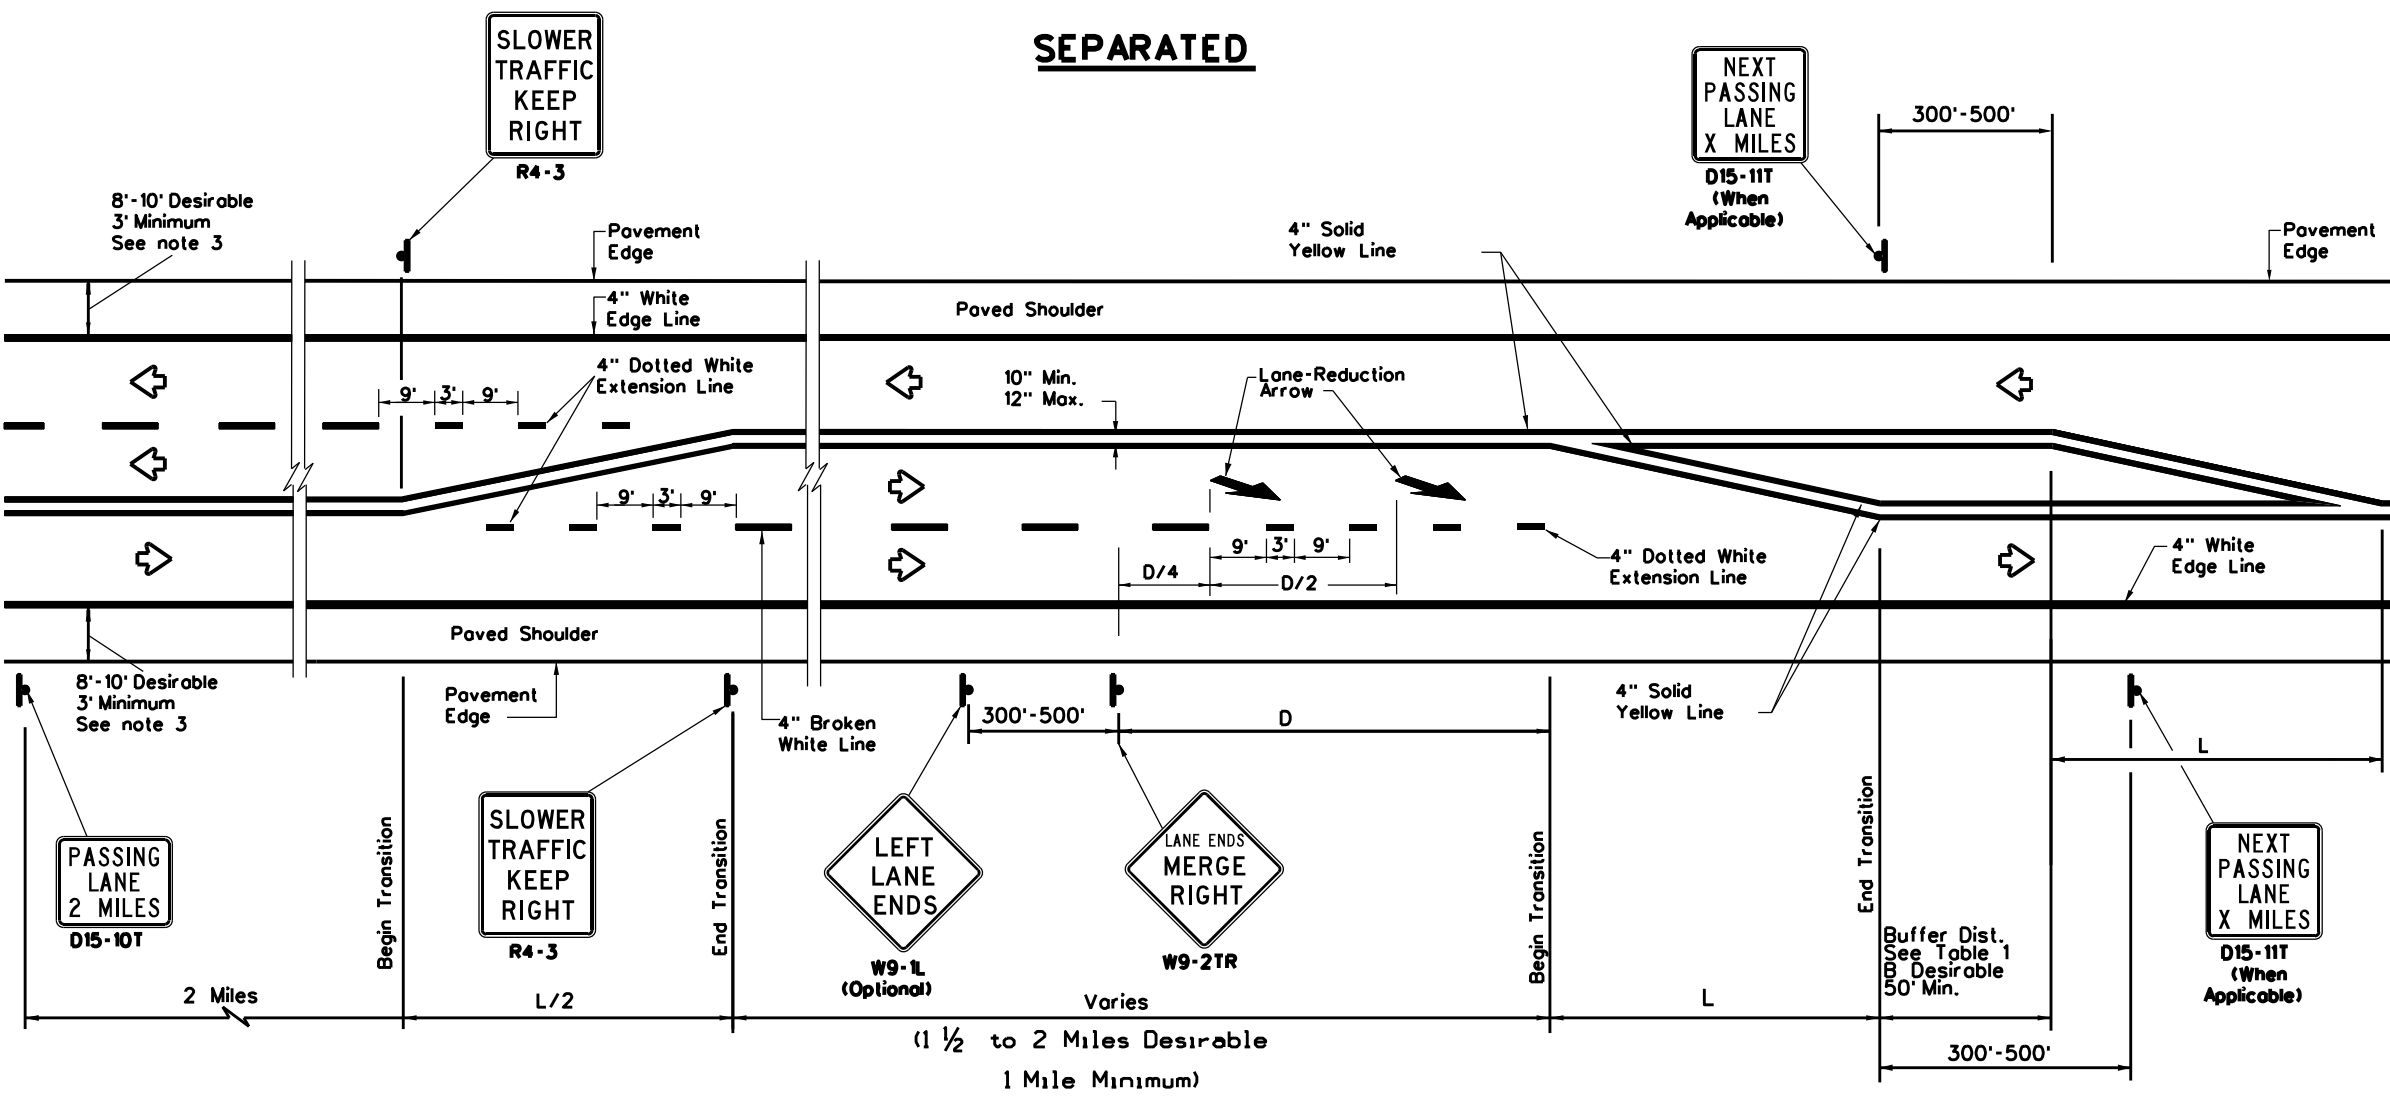 SEPARATED
SLOWER
TRAFFIC
KEEP
RIGHT
R4-3
NEXT
PASSING
LANE
X MILES
D15-11T
(When
Applicable)
300'-500'
8'-10' Desirable
3' Minimum
See note 3
Pavement
Edge
4" Solid
Yellow Line
Pavement
Edge
4" White
Edge Line
Paved Shoulder
4" Dotted White
Extension Line
9'
3'
9'
10" Min.
12" Max.
Lane-Reduction
Arrow
9'
3'
9'
9'
3'
9'
D/4
D/2
4" Dotted White
Extension Line
4" White
Edge Line
Paved Shoulder
8'-10' Desirable
3' Minimum
See note 3
Pavement
Edge
4" Broken
White Line
300'-500'
D
4" Solid
Yellow Line
L
PASSING
LANE
2 MILES
D15-10T
Begin Transition
SLOWER
TRAFFIC
KEEP
RIGHT
R4-3
End Transition
LEFT
LANE
ENDS
W9-1L
(Optional)
LANE ENDS
MERGE
RIGHT
W9-2TR
Begin Transition
End Transition
Buffer Dist.
See Table 1
B Desirable
50' Min.
NEXT
PASSING
LANE
X MILES
D15-11T
(When
Applicable)
2 Miles
L/2
Varies
(1 ½ to 2 Miles Desirable
1 Mile Minimum)
L
300'-500'